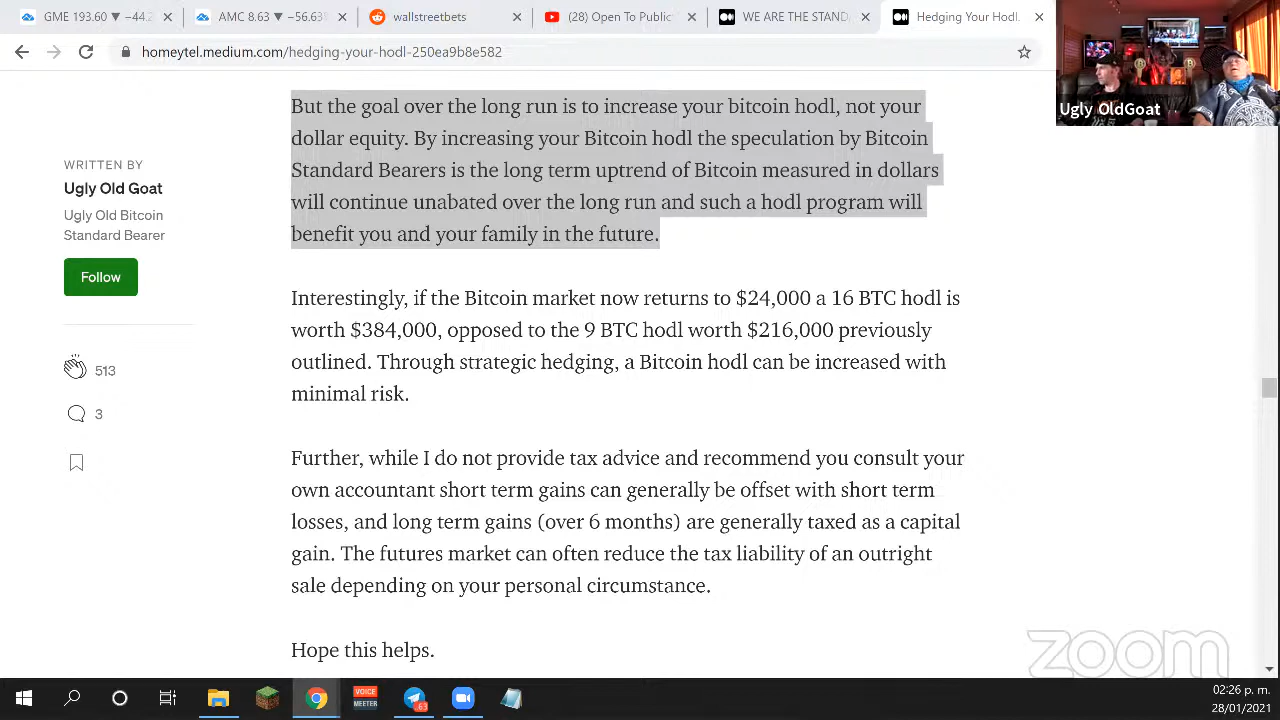 GME 193.60 ▼ -44.2
AMC 8.63 ▼ -56.63
wallstreetbets
(28) Open To Public
WE ARE THE STAND
Hedging Your HodL
homeytel.medium.com/hedging-your-hodl
Ugly OldGoat
WRITTEN BY
Ugly Old Goat
Ugly Old Bitcoin
Standard Bearer
Follow
513
3
But the goal over the long run is to increase your bitcoin hodl, not your
dollar equity. By increasing your Bitcoin hodl the speculation by Bitcoin
Standard Bearers is the long term uptrend of Bitcoin measured in dollars
will continue unabated over the long run and such a hodl program will
benefit you and your family in the future.
Interestingly, if the Bitcoin market now returns to $24,000 a 16 BTC hodl is
worth $384,000, opposed to the 9 BTC hodl worth $216,000 previously
outlined. Through strategic hedging, a Bitcoin hodl can be increased with
minimal risk.
Further, while I do not provide tax advice and recommend you consult your
own accountant short term gains can generally be offset with short term
losses, and long term gains (over 6 months) are generally taxed as a capital
gain. The futures market can often reduce the tax liability of an outright
sale depending on your personal circumstance.
Hope this helps.
zoom
VOICE
MEETER
63
02:26 p. m.
28/01/2021